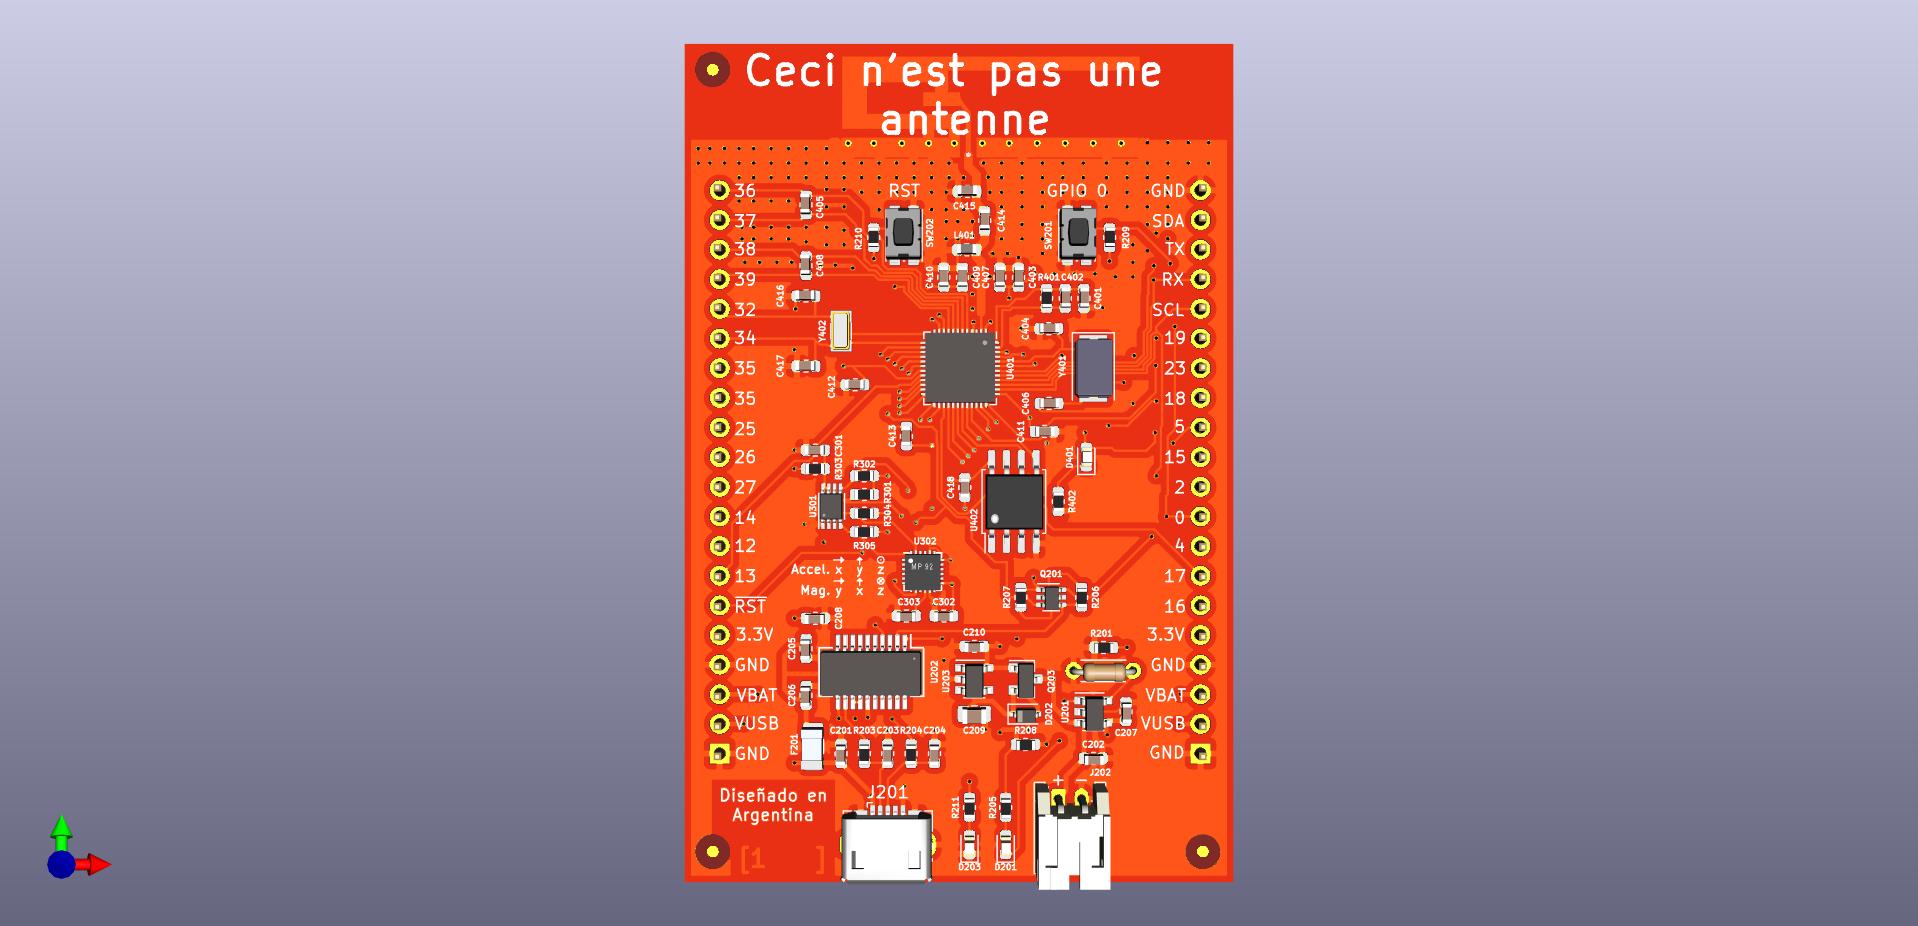 Ceci n'est pas une
antenne
36
RST
C415
GPIO 0
GND
C405
37
C414
SDA
R210
SW202
L401
SW201
R209
38
TX
C408
C410
C409
C407
C403
R401
C402
39
RX
C416
C401
32
SCL
Y402
C404
34
19
C417
U401
Y401
35
23
C412
35
C406
18
25
C413
C411
5
C301
26
R303
R302
D401
15
27
R301
C418
2
U301
R304
U402
R402
14
0
12
R305
U302
4
Accel. x y z
MP 92
Mag. y x z
Q201
13
17
C303
C302
R207
R206
RST
16
C208
3.3V
C205
C210
R201
3.3V
GND
U202
U203
Q203
GND
VBAT
C206
VBAT
D202
U201
VUSB
C209
R208
C207
VUSB
C201
R203
C203
R204
C204
GND
F201
C202
GND
J202
+ −
Diseñado en
Argentina
J201
R211
R205
[1 ]
D203
D201